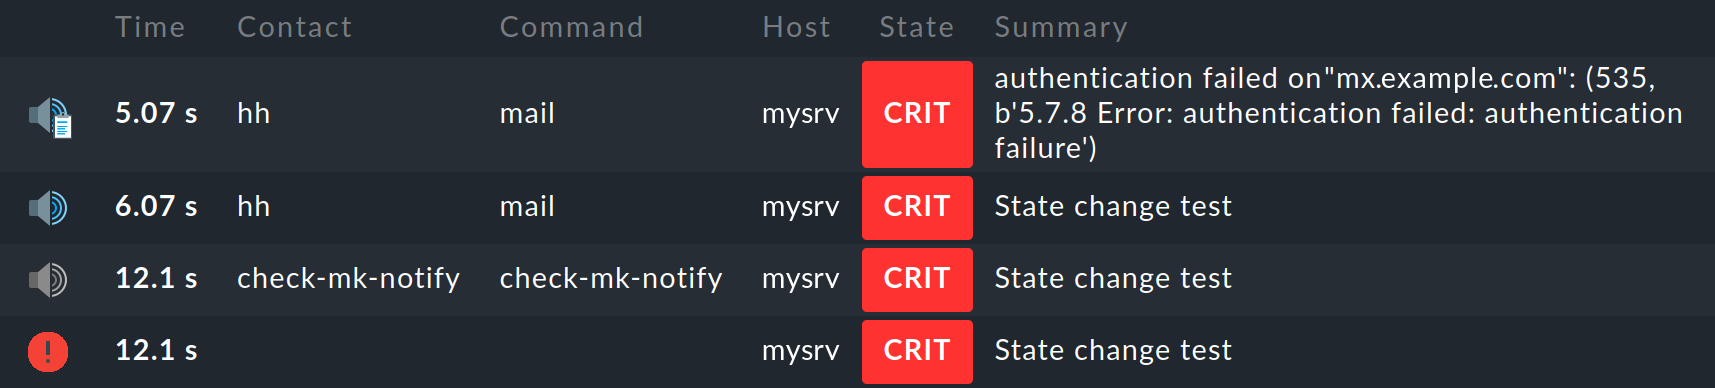 Time Contact Command Host State Summary
5.07 s hh mail mysrv CRIT authentication failed on"mx.example.com": (535,
b'5.7.8 Error: authentication failed: authentication
failure')
6.07 s hh mail mysrv CRIT State change test
12.1 s check-mk-notify check-mk-notify mysrv CRIT State change test
12.1 s mysrv CRIT State change test